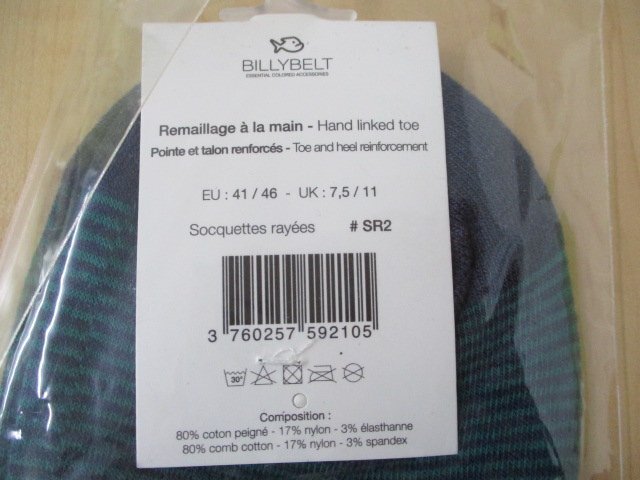 BILLYBELT
ESSENTIAL COLORED ACCESSORIES
Remaillage à la main - Hand linked toe
Pointe et talon renforcés - Toe and heel reinforcement
EU : 41 / 46 - UK : 7,5 / 11
Socquettes rayées # SR2
3 760257 592105
30°
Composition :
80% coton peigné - 17% nylon - 3% élasthanne
80% comb cotton - 17% nylon - 3% spandex